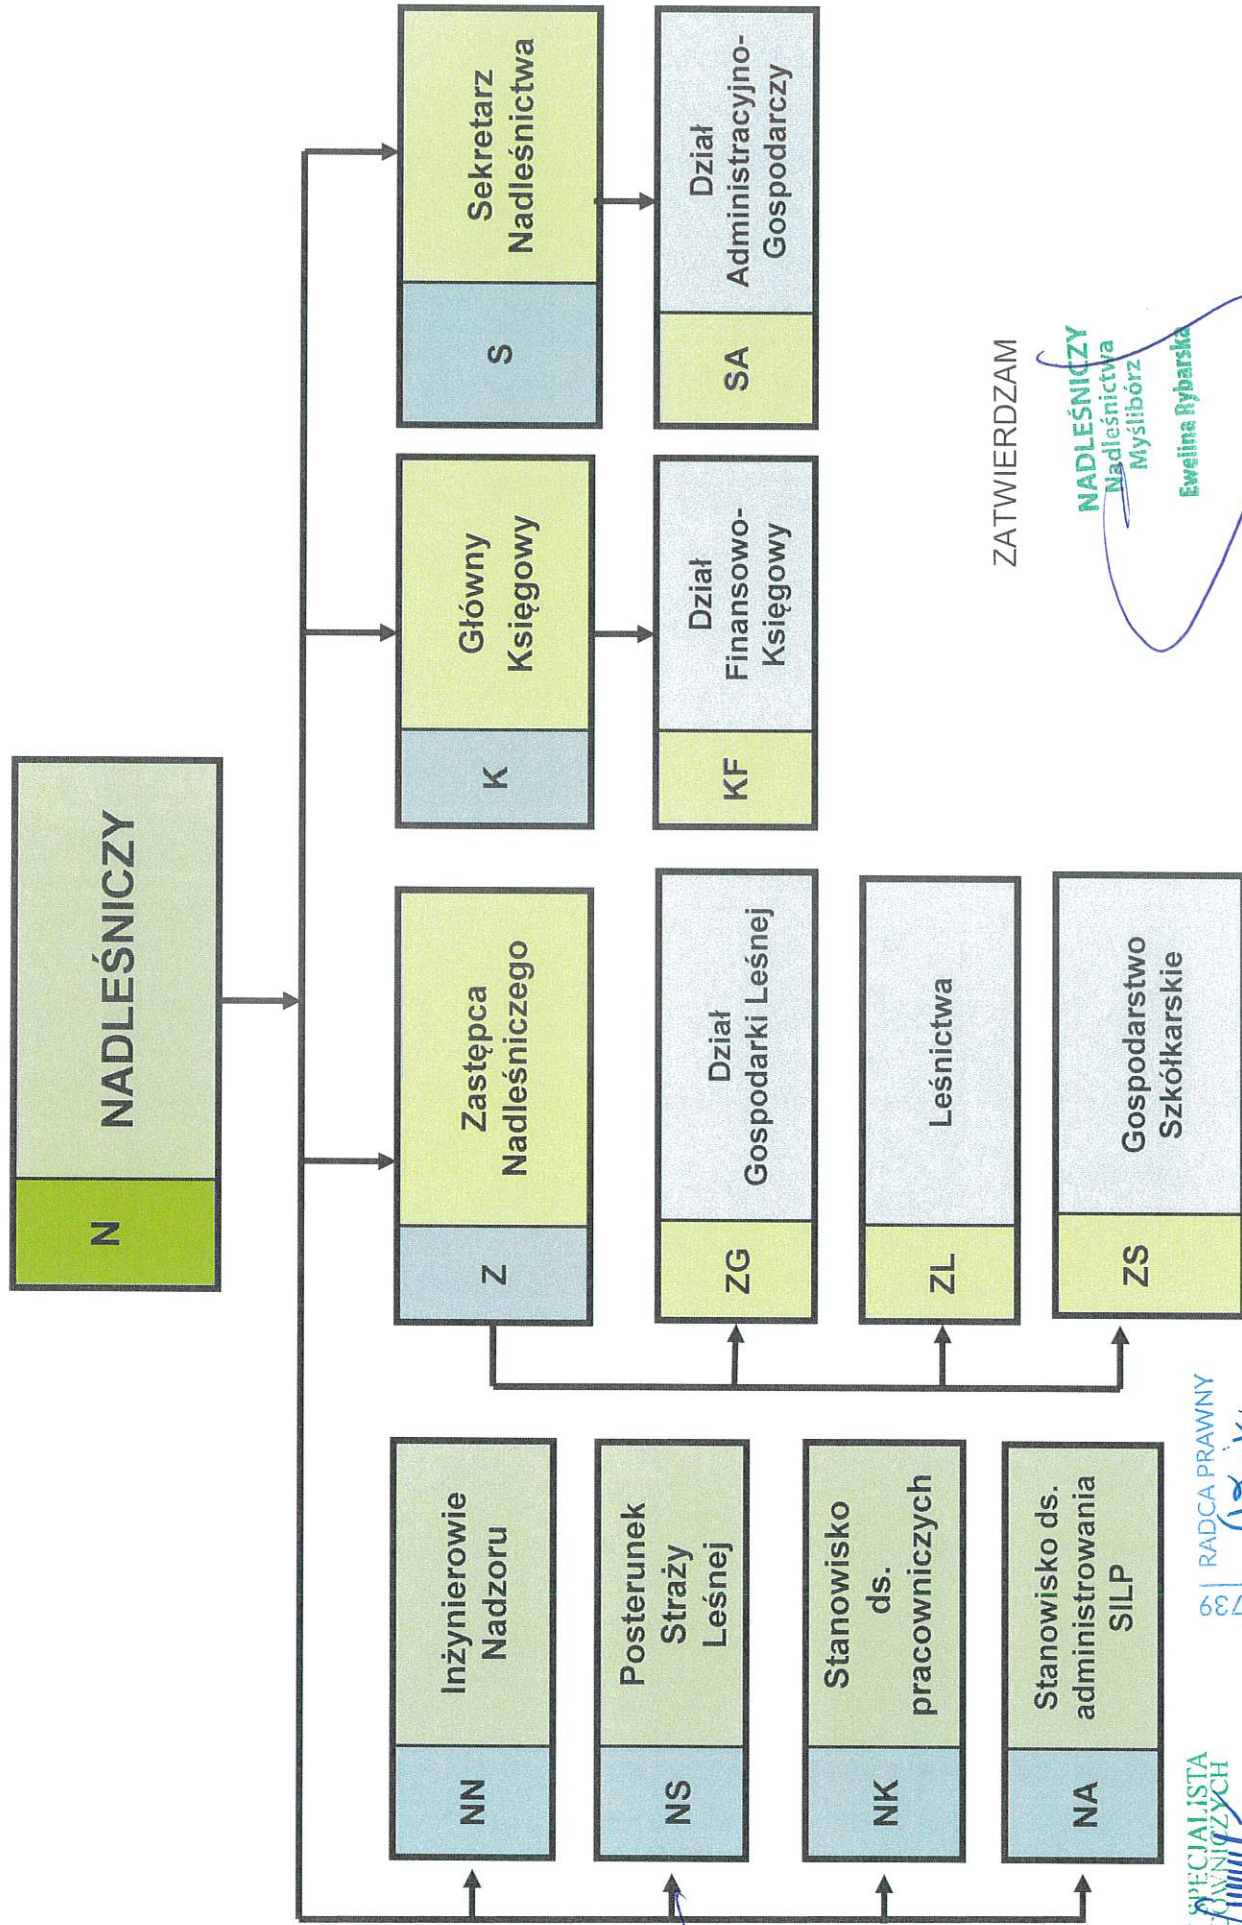 N
NADLEŚNICZY
NN
Inżynierowie
Nadzoru
NS
Posterunek
Straży
Leśnej
NK
Stanowisko
ds.
pracowniczych
NA
Stanowisko ds.
administrowania
SILP
Z
Zastępca
Nadleśniczego
ZG
Dział
Gospodarki Leśnej
ZL
Leśnictwa
ZS
Gospodarstwo
Szkółkarskie
K
Główny
Księgowy
KF
Dział
Finansowo-
Księgowy
S
Sekretarz
Nadleśnictwa
SA
Dział
Administracyjno-
Gospodarczy
SPECJALISTA
RADCA PRAWNY
ZATWIERDZAM
NADLEŚNICZY
Nadleśnictwa
Myślibórz
Ewelina Rybarska